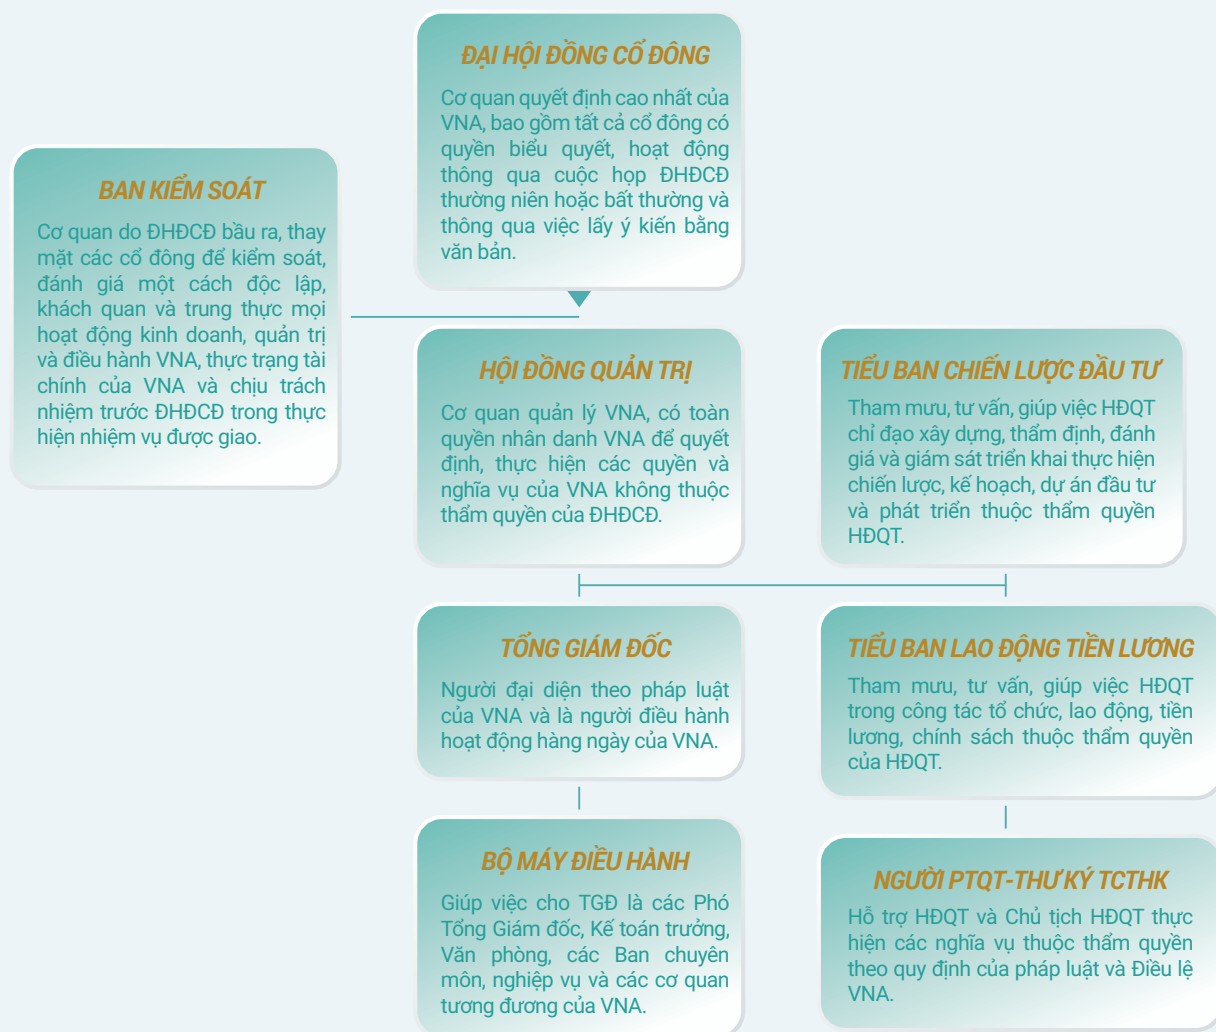 ĐẠI HỘI ĐỒNG CỔ ĐÔNG
Cơ quan quyết định cao nhất của
VNA, bao gồm tất cả cổ đông có
quyền biểu quyết, hoạt động
thông qua cuộc họp ĐHĐCĐ
thường niên hoặc bất thường và
thông qua việc lấy ý kiến bằng
văn bản.
BAN KIỂM SOÁT
Cơ quan do ĐHĐCĐ bầu ra, thay
mặt các cổ đông để kiểm soát,
đánh giá một cách độc lập,
khách quan và trung thực mọi
hoạt động kinh doanh, quản trị
và điều hành VNA, thực trạng tài
chính của VNA và chịu trách
nhiệm trước ĐHĐCĐ trong thực
hiện nhiệm vụ được giao.
HỘI ĐỒNG QUẢN TRỊ
Cơ quan quản lý VNA, có toàn
quyền nhân danh VNA để quyết
định, thực hiện các quyền và
nghĩa vụ của VNA không thuộc
thẩm quyền của ĐHĐCĐ.
TIỂU BAN CHIẾN LƯỢC ĐẦU TƯ
Tham mưu, tư vấn, giúp việc HĐQT
chỉ đạo xây dựng, thẩm định, đánh
giá và giám sát triển khai thực hiện
chiến lược, kế hoạch, dự án đầu tư
và phát triển thuộc thẩm quyền
HĐQT.
TỔNG GIÁM ĐỐC
Người đại diện theo pháp luật
của VNA và là người điều hành
hoạt động hàng ngày của VNA.
TIỂU BAN LAO ĐỘNG TIỀN LƯƠNG
Tham mưu, tư vấn, giúp việc HĐQT
trong công tác tổ chức, lao động, tiền
lương, chính sách thuộc thẩm quyền
của HĐQT.
BỘ MÁY ĐIỀU HÀNH
Giúp việc cho TGĐ là các Phó
Tổng Giám đốc, Kế toán trưởng,
Văn phòng, các Ban chuyên
môn, nghiệp vụ và các cơ quan
tương đương của VNA.
NGƯỜI PTQT-THƯ KÝ TCTHK
Hỗ trợ HĐQT và Chủ tịch HĐQT thực
hiện các nghĩa vụ thuộc thẩm quyền
theo quy định của pháp luật và Điều lệ
VNA.